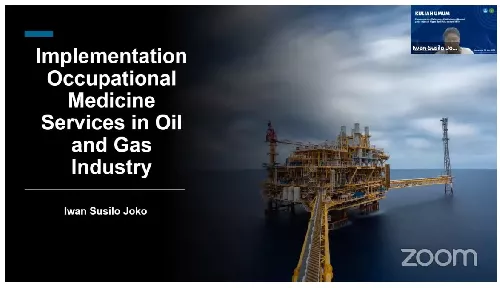 Implementation
Occupational
Medicine
Services in Oil
and Gas
Industry
Iwan Susilo Joko
KULIAH UMUM
Iwan Susilo Jo...
zoom